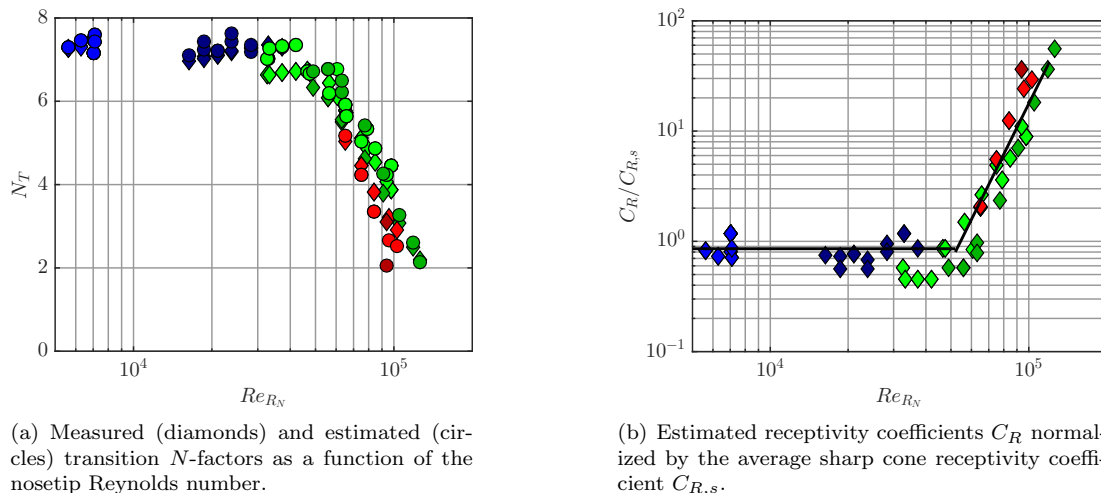 8
6
4
2
0
N_T
10^4
10^5
Re_{R_N}
10^2
10^1
10^0
10^{-1}
C_R/C_{R,s}
10^4
10^5
Re_{R_N}
(a) Measured (diamonds) and estimated (cir-
cles) transition N-factors as a function of the
nosetip Reynolds number.
(b) Estimated receptivity coefficients C_R normal-
ized by the average sharp cone receptivity coeffi-
cient C_{R,s}.